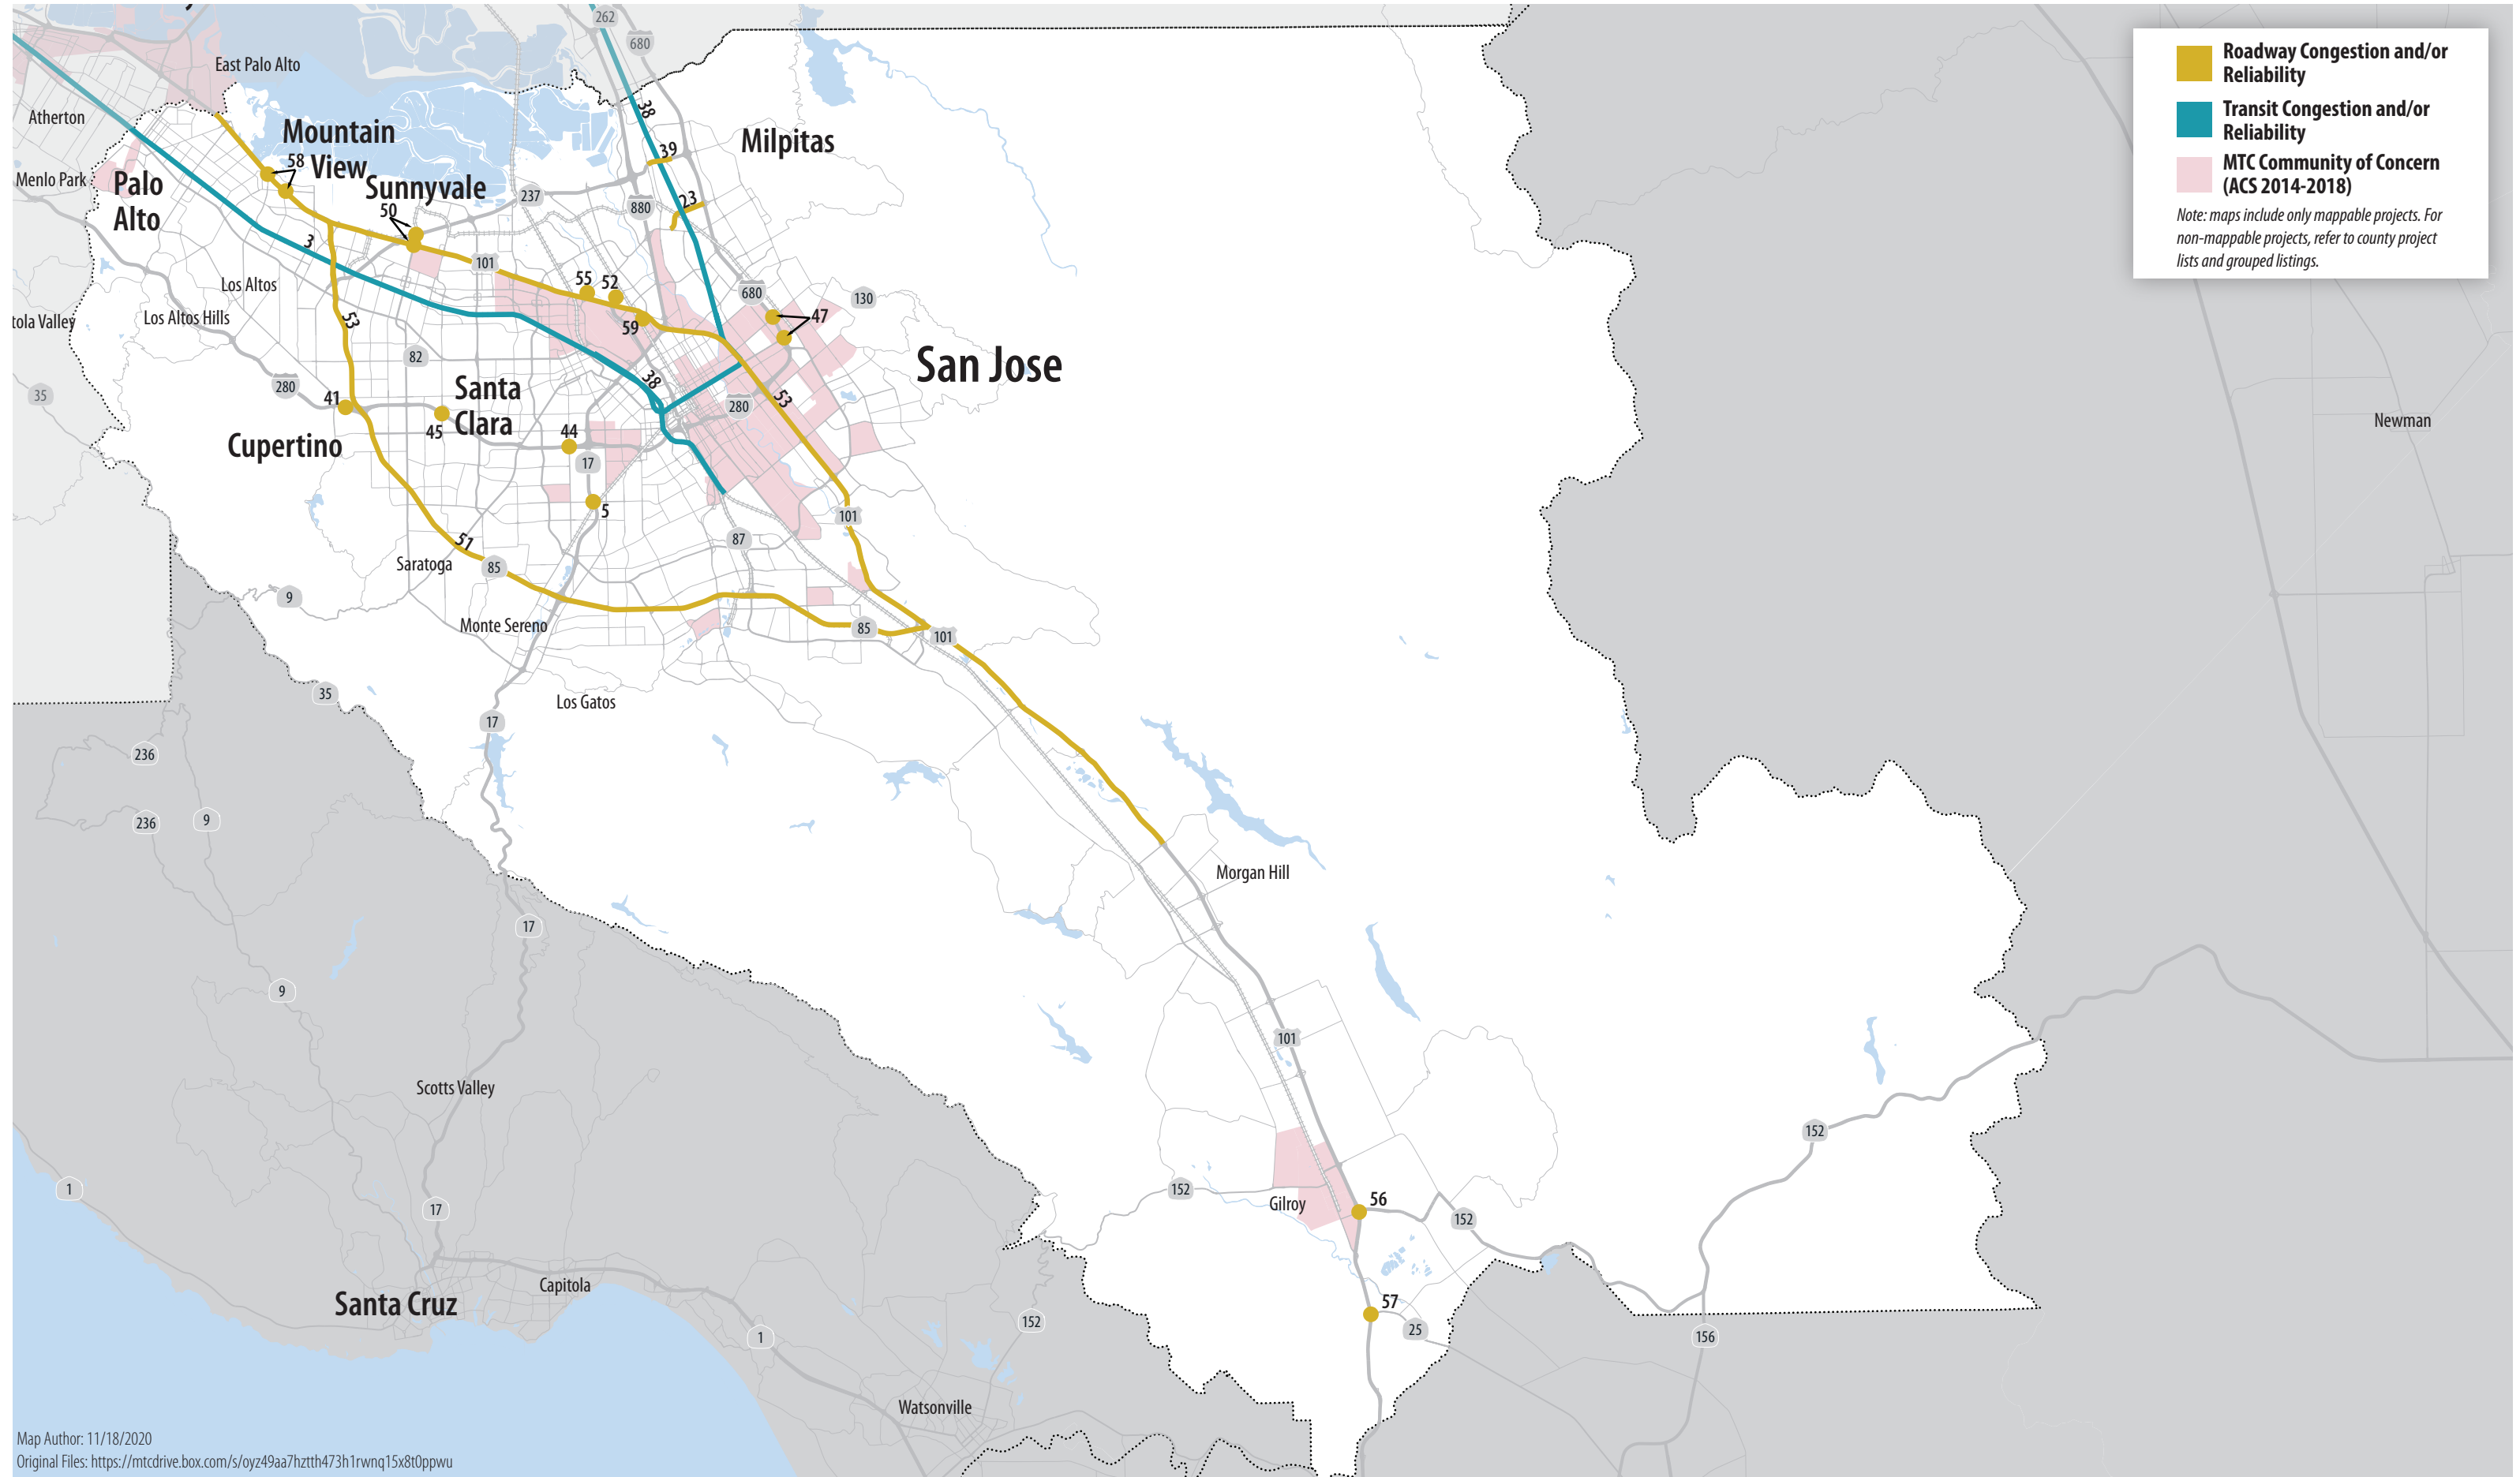 262
680
East Palo Alto
Atherton
38
Mountain
View
Milpitas
39
58
Menlo Park
Palo
Alto
Sunnyvale
237
23
880
50
3
101
Los Altos
55
52
680
130
Los Altos Hills
tola Valley
53
59
47
82
San Jose
38
Santa
Clara
280
35
41
53
280
45
44
Cupertino
17
5
101
51
87
Saratoga
85
9
Monte Sereno
85
101
35
Los Gatos
17
236
236
9
Morgan Hill
17
9
101
Scotts Valley
152
1
152
17
Gilroy
56
152
Capitola
Santa Cruz
57
25
152
1
156
Watsonville
Newman
Roadway Congestion and/or
Reliability
Transit Congestion and/or
Reliability
MTC Community of Concern
(ACS 2014-2018)
Note: maps include only mappable projects. For
non-mappable projects, refer to county project
lists and grouped listings.
Map Author: 11/18/2020
Original Files: https://mtcdrive.box.com/s/oyz49aa7hztth473h1rwnq15x8t0ppwu